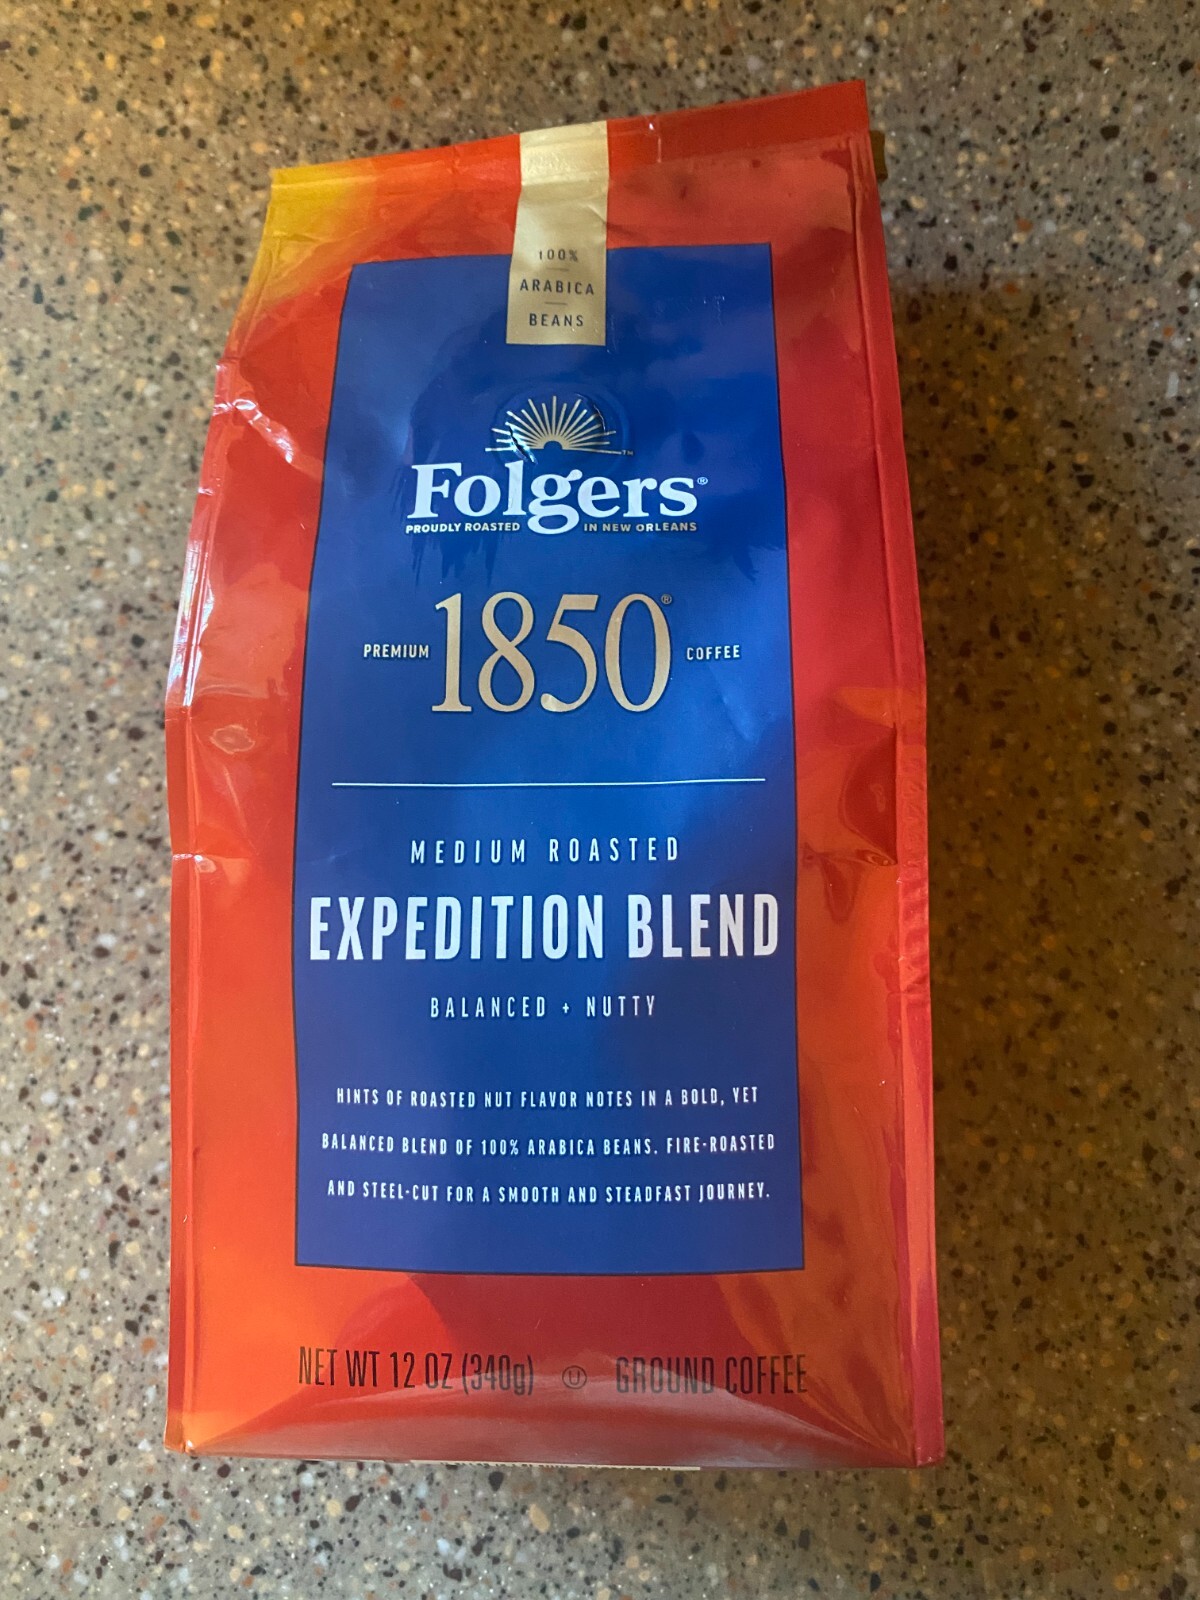 100%
ARABICA
BEANS
™
Folgers®
PROUDLY ROASTED IN NEW ORLEANS
PREMIUM 1850® COFFEE
MEDIUM ROASTED
EXPEDITION BLEND
BALANCED + NUTTY
HINTS OF ROASTED NUT FLAVOR NOTES IN A BOLD, YET
BALANCED BLEND OF 100% ARABICA BEANS. FIRE-ROASTED
AND STEEL-CUT FOR A SMOOTH AND STEADFAST JOURNEY.
NET WT 12 OZ (340g) Ⓤ GROUND COFFEE